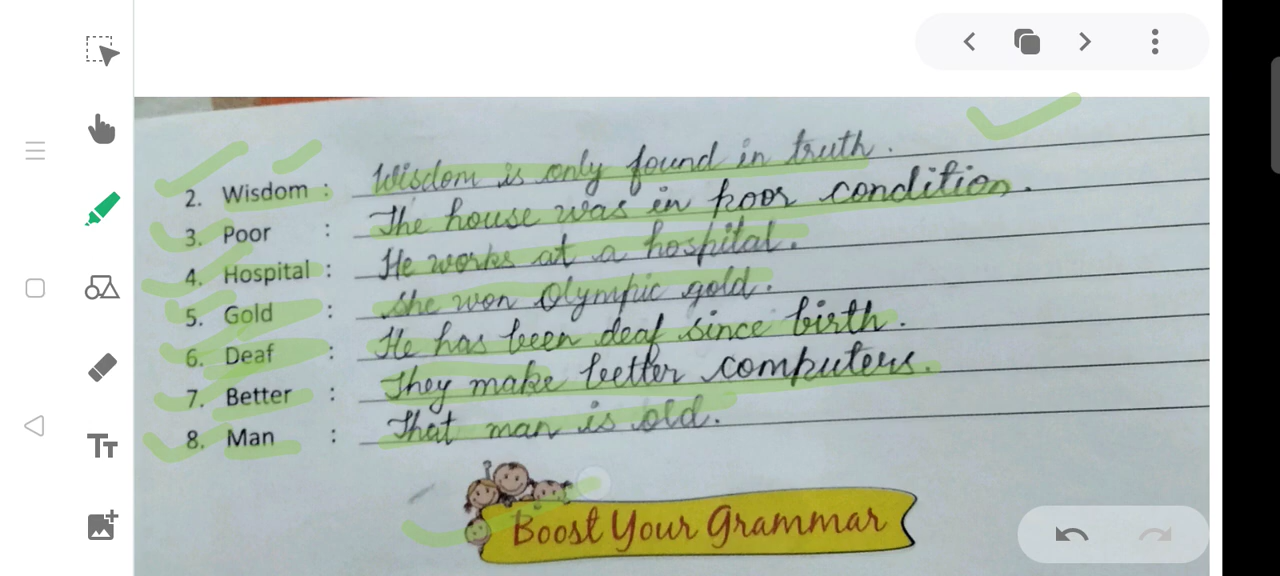 2. Wisdom : Wisdom is only found in truth.
3. Poor : The house was in poor condition.
4. Hospital : He works at a hospital.
5. Gold : She won Olympic gold.
6. Deaf : He has been deaf since birth.
7. Better : They make better computers.
8. Man : That man is old.
Boost Your Grammar
TT